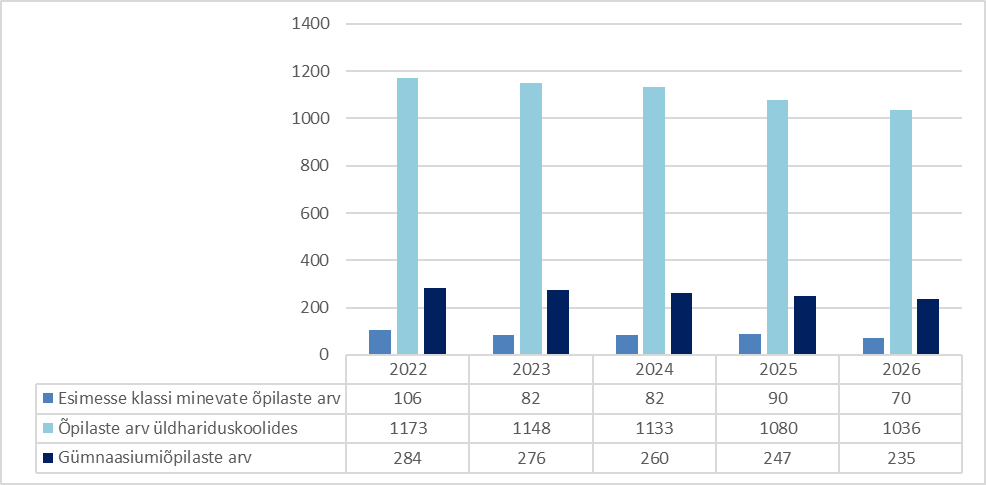 1400
1200
1000
800
600
400
200
0
2022 2023 2024 2025 2026
Esimesse klassi minevate õpilaste arv 106 82 82 90 70
Õpilaste arv üldhariduskoolides 1173 1148 1133 1080 1036
Gümnaasiumiõpilaste arv 284 276 260 247 235